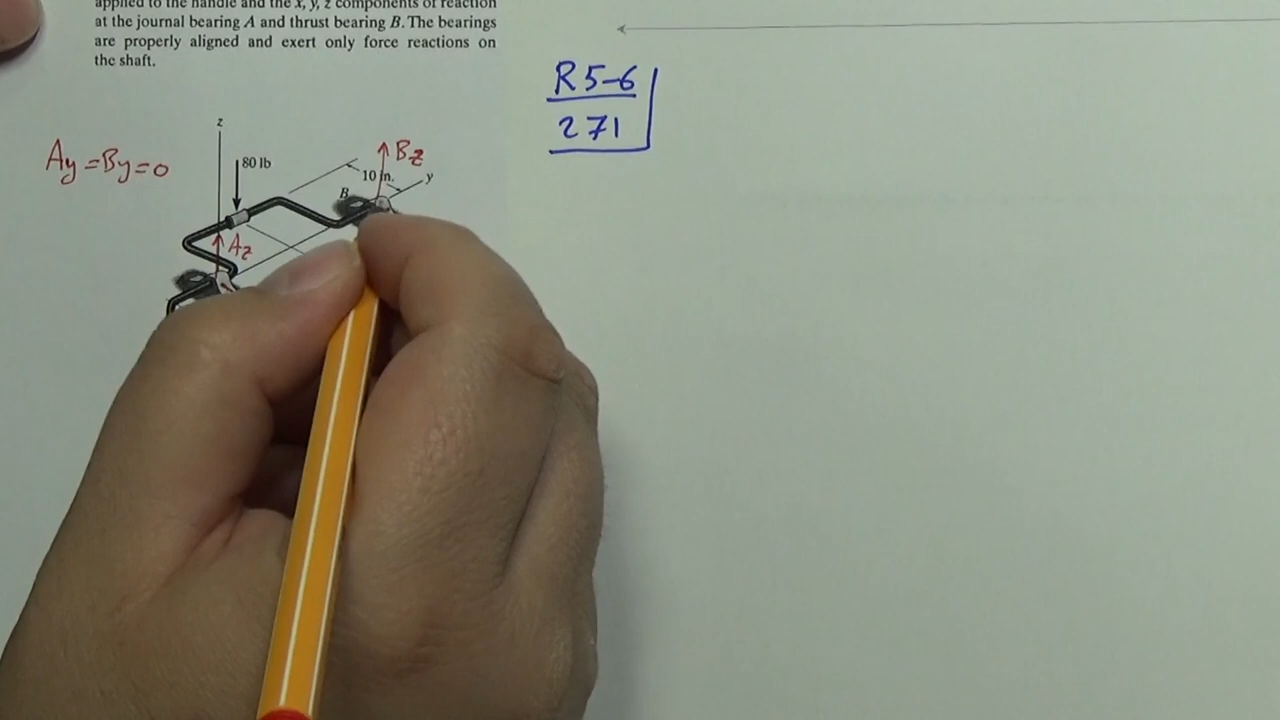 applied to the handle and the x, y, z components of reaction
at the journal bearing A and thrust bearing B. The bearings
are properly aligned and exert only force reactions on
the shaft.
R5-6
271
z
Ay=By=0
80 lb
Bz
10 in.
y
B
Az